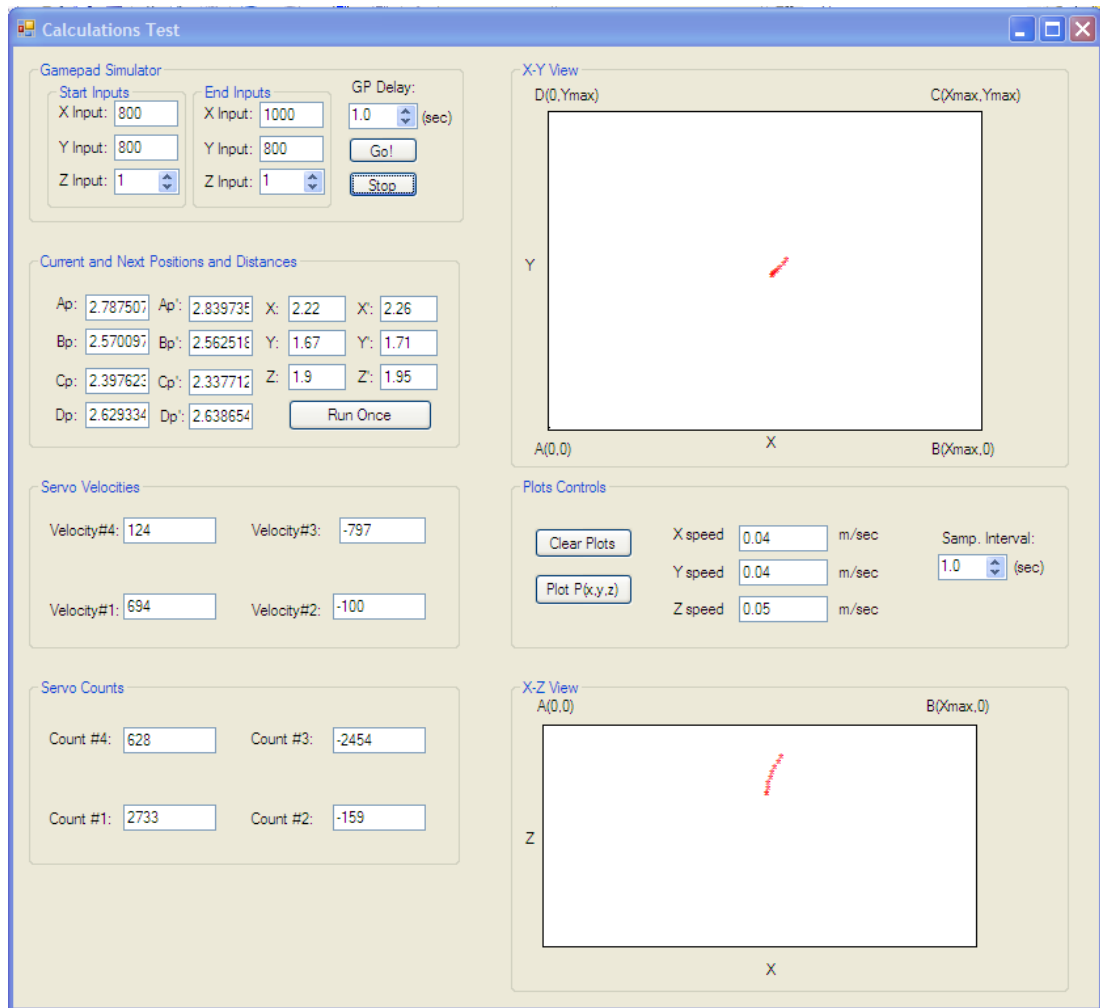 Calculations Test
Gamepad Simulator
Start Inputs
X Input: 800
Y Input: 800
Z Input: 1
End Inputs
X Input: 1000
Y Input: 800
Z Input: 1
GP Delay:
1.0 (sec)
Go!
Stop
Current and Next Positions and Distances
Ap: 2.787507 Ap': 2.839735 X: 2.22 X': 2.26
Bp: 2.570097 Bp': 2.562518 Y: 1.67 Y': 1.71
Cp: 2.397623 Cp': 2.337712 Z: 1.9 Z': 1.95
Dp: 2.629334 Dp': 2.638654 Run Once
Servo Velocities
Velocity#4: 124 Velocity#3: -797
Velocity#1: 694 Velocity#2: -100
Servo Counts
Count #4: 628 Count #3: -2454
Count #1: 2733 Count #2: -159
X-Y View
D(0,Ymax) C(Xmax,Ymax)
Y
A(0,0) X B(Xmax,0)
Plots Controls
Clear Plots
Plot P(x,y,z)
X speed 0.04 m/sec
Y speed 0.04 m/sec
Z speed 0.05 m/sec
Samp. Interval:
1.0 (sec)
X-Z View
A(0,0) B(Xmax,0)
Z
X